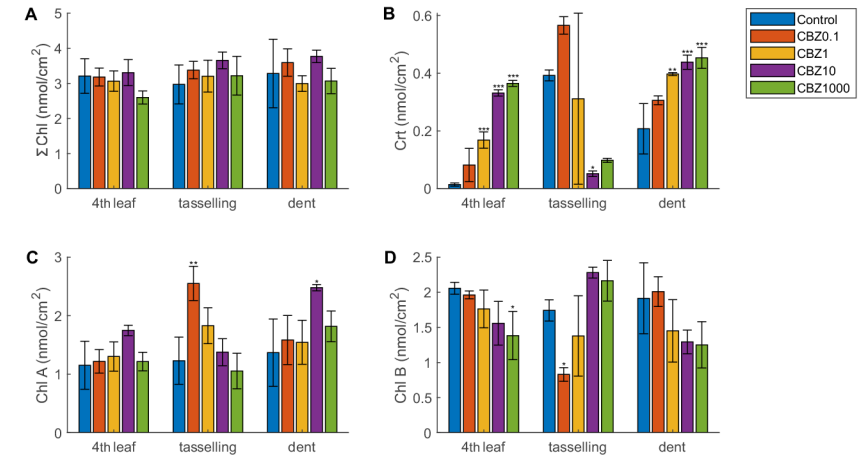 A
B
Control
CBZ0.1
CBZ1
CBZ10
CBZ1000
Σ Chl (nmol/cm²)
5
4
3
2
1
0
4th leaf
tasselling
dent
Crt (nmol/cm²)
0.6
0.4
0.2
0
***
***
***
*
**
***
***
4th leaf
tasselling
dent
C
D
Chl A (nmol/cm²)
3
2
1
0
**
*
4th leaf
tasselling
dent
Chl B (nmol/cm²)
2.5
2
1.5
1
0.5
0
*
*
4th leaf
tasselling
dent